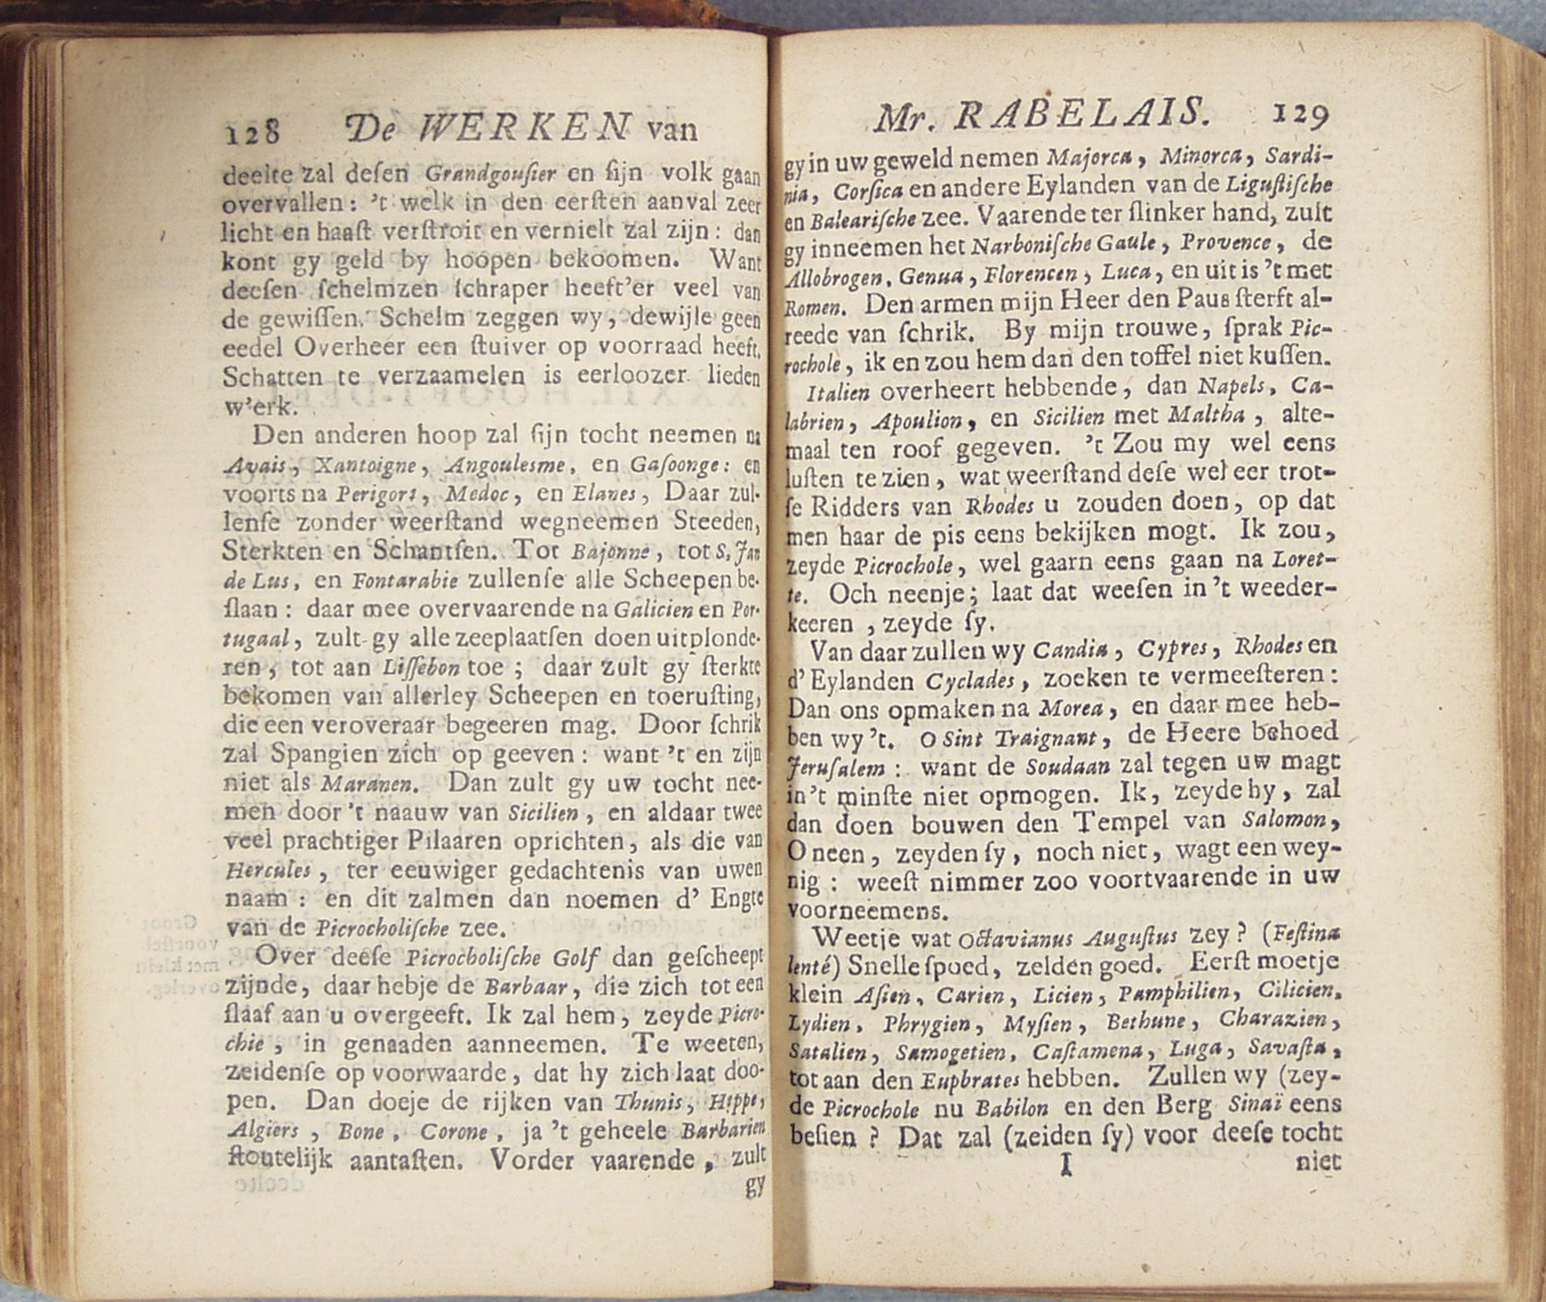 128 De WERKEN van
deelte zal deſen Grandgouſier en ſijn volk gaan
overvallen: 't welk in den eerſten aanval zeer
licht en haaſt verſtroit en vernielt zal zijn: dan
kont gy geld by hoopen bekoomen. Want
deeſen ſchelmzen ſchraper heeft'er veel van
de gewiſſen. Schelm zeggen wy, dewijle geen
eedel Overheer een ſtuiver op voorraad heeft,
Schatten te verzaamelen is eerloozer lieden
w'erk.
Den anderen hoop zal ſijn tocht neemen na
Avais, Xantoigne, Angoulesme, en Gaſoonge: en
voorts na Perigort, Medoc, en Elanes, Daar zul-
lenſe zonder weerſtand wegneemen Steeden,
Sterkten en Schantſen. Tot Bajonne, tot S. Jan
de Lus, en Fontarabie zullenſe alle Scheepen be-
ſlaan: daar mee overvaarende na Galicien en Por-
tugaal, zult gy alle zeeplaatſen doen uitplonde-
ren, tot aan Liſſebon toe; daar zult gy ſterkte
bekomen van allerley Scheepen en toeruſting,
die een veroveraar begeeren mag. Door ſchrik
zal Spangien zich op geeven: want 't en zijn
niet als Maranen. Dan zult gy uw tocht nee-
men door 't naauw van Sicilien, en aldaar twee
veel prachtiger Pilaaren oprichten, als die van
Hercules, ter eeuwiger gedachtenis van uwen
naam: en dit zalmen dan noemen d' Engte
van de Picrocholiſche zee.
Over deeſe Picrocholiſche Golf dan geſcheept
zijnde, daar hebje de Barbaar, die zich tot een
ſlaaf aan u overgeeft. Ik zal hem, zeyde Picro-
chie, in genaaden aanneemen. Te weeten,
zeidenſe op voorwaarde, dat hy zich laat doo-
pen. Dan doeje de rijken van Thunis, Hippe,
Algiers, Bone, Corone, ja 't geheele Barbarien
ſtoutelijk aantaſten. Vorder vaarende, zult
gy
Mr. RABELAIS. 129
gy in uw geweld nemen Majorca, Minorca, Sardi-
nia, Corſica en andere Eylanden van de Liguſtiſche
en Balearifche zee. Vaarende ter ſlinker hand, zult
gy inneemen het Narboniſche Gaule, Provence, de
Allobrogen, Genua, Florencen, Luca, en uit is 't met
Romen. Den armen mijn Heer den Paus ſterft al-
reede van ſchrik. By mijn trouwe, ſprak Pic-
rochole, ik en zou hem dan den toffel niet kuſſen.
Italien overheert hebbende, dan Napels, Ca-
labrien, Apoulion, en Sicilien met Maltha, alte-
maal ten roof gegeven. 't Zou my wel eens
luſten te zien, wat weerſtand deſe wel eer trot-
ſe Ridders van Rhodes u zouden doen, op dat
men haar de pis eens bekijken mogt. Ik zou,
zeyde Picrochole, wel gaarn eens gaan na Loret-
te. Och neenje; laat dat weeſen in 't weeder-
keeren, zeyde ſy.
Van daar zullen wy Candia, Cypres, Rhodes en
d' Eylanden Cyclades, zoeken te vermeeſteren:
Dan ons opmaken na Morea, en daar mee heb-
ben wy 't. O Sint Traignant, de Heere behoed
Jeruſalem: want de Soudaan zal tegen uw magt
in 't minſte niet opmogen. Ik, zeyde hy, zal
dan doen bouwen den Tempel van Salomon,
O neen, zeyden ſy, noch niet, wagt een wey-
nig: weeſt nimmer zoo voortvaarende in uw
voorneemens.
Weetje wat Octavianus Auguſtus zey? (Feſtina
lenté) Snelle ſpoed, zelden goed. Eerſt moetje
klein Aſien, Carien, Licien, Pamphilien, Cilicien,
Lydien, Phrygien, Myſien, Bethune, Charazien,
Satalien, Samogetien, Caſtamena, Luga, Savaſta,
tot aan den Euphrates hebben. Zullen wy (zey-
de Picrochole nu Babilon en den Berg Sinaï eens
beſien? Dat zal (zeiden ſy) voor deeſe tocht
I niet